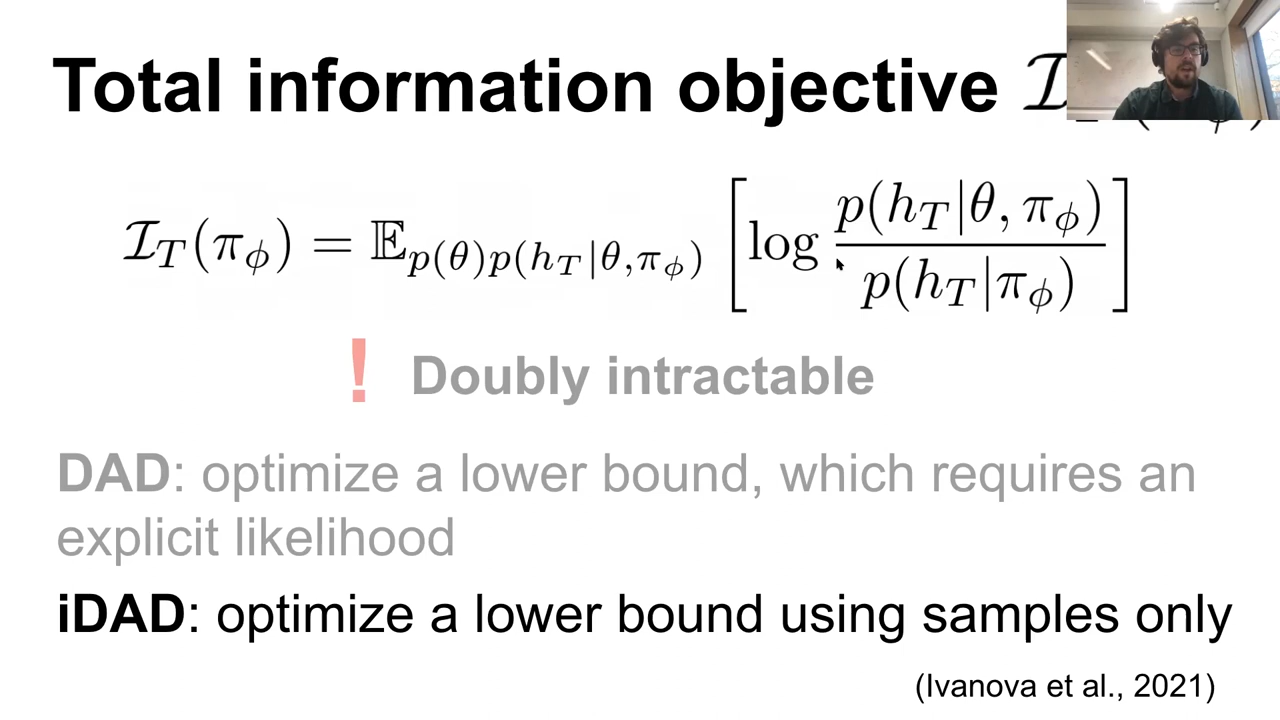 Total information objective ℐ
ℐ_T(π_ϕ) = 𝔼_{p(θ)p(h_T|θ,π_ϕ)} [log p(h_T|θ, π_ϕ) / p(h_T|π_ϕ)]
! Doubly intractable
DAD: optimize a lower bound, which requires an
explicit likelihood
iDAD: optimize a lower bound using samples only
(Ivanova et al., 2021)